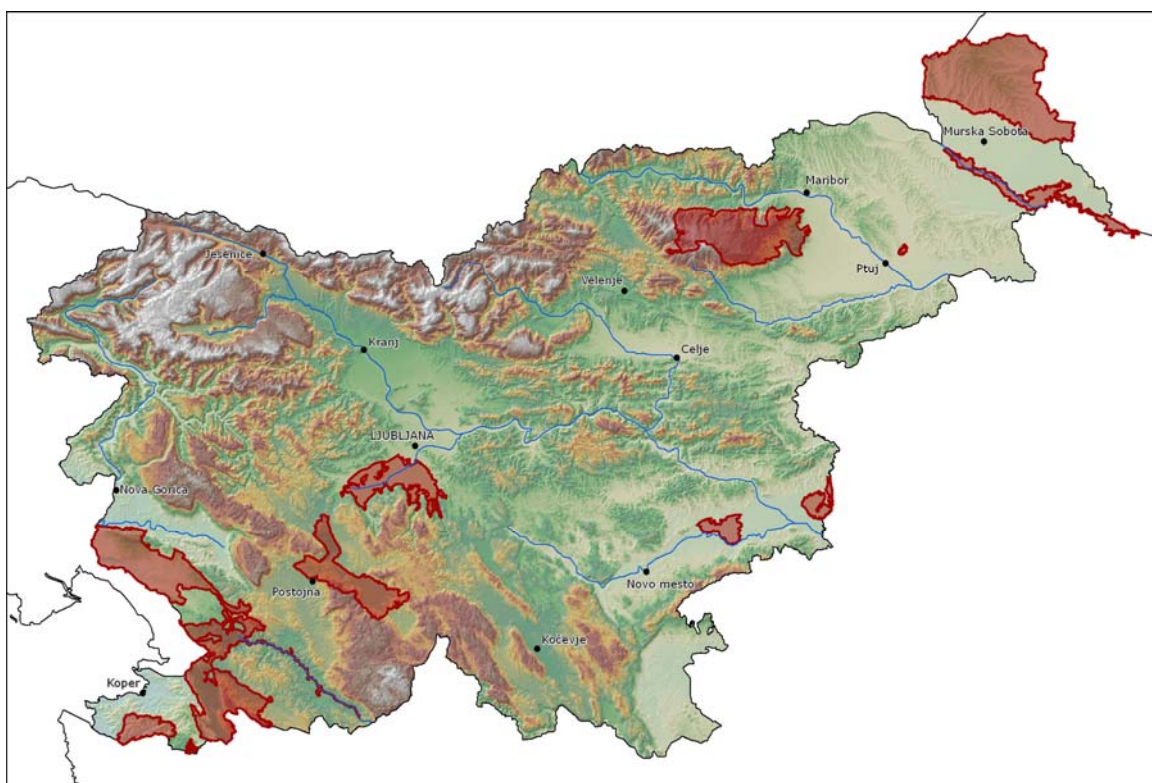 Murska Sobota
Maribor
Jesenice
Ptuj
Velenje
Kranj
Celje
LJUBLJANA
Nova Gorica
Novo mesto
Postojna
Kočevje
Koper